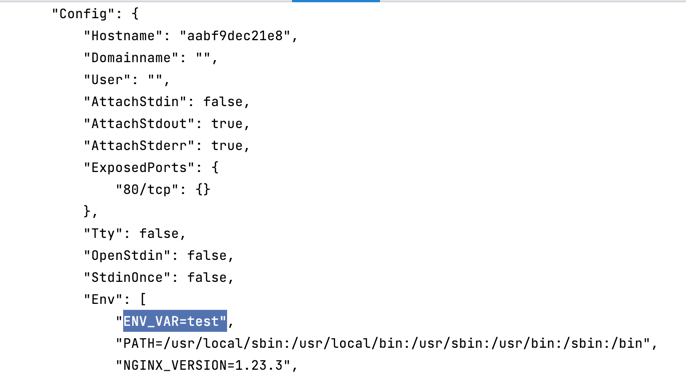 "Config": {
"Hostname": "aabf9dec21e8",
"Domainname": "",
"User": "",
"AttachStdin": false,
"AttachStdout": true,
"AttachStderr": true,
"ExposedPorts": {
"80/tcp": {}
},
"Tty": false,
"OpenStdin": false,
"StdinOnce": false,
"Env": [
"ENV_VAR=test",
"PATH=/usr/local/sbin:/usr/local/bin:/usr/sbin:/usr/bin:/sbin:/bin",
"NGINX_VERSION=1.23.3",